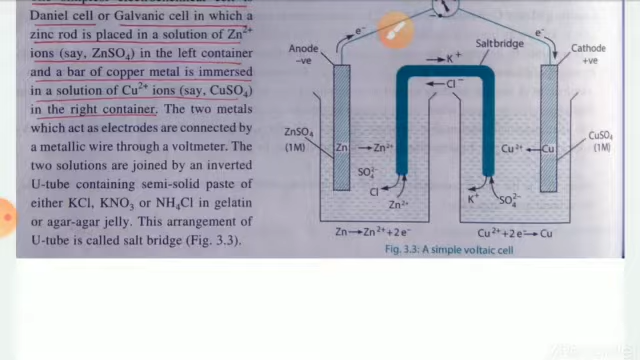 Daniel cell or Galvanic cell in which a
zinc rod is placed in a solution of Zn²⁺
ions (say, ZnSO₄) in the left container
and a bar of copper metal is immersed
in a solution of Cu²⁺ ions (say, CuSO₄)
in the right container. The two metals
which act as electrodes are connected by
a metallic wire through a voltmeter. The
two solutions are joined by an inverted
U-tube containing semi-solid paste of
either KCl, KNO₃ or NH₄Cl in gelatin
or agar-agar jelly. This arrangement of
U-tube is called salt bridge (Fig. 3.3).
e⁻
e⁻
Anode
−ve
K⁺
Saltbridge
Cathode
+ve
Cl⁻
ZnSO₄
(1M)
Zn
Zn²⁺
Cu²⁺
Cu
CuSO₄
(1M)
SO₄²⁻
Cl
Zn²⁺
K⁺
SO₄²⁻
Zn→Zn²⁺+2e⁻
Cu²⁺+2e⁻→Cu
Fig. 3.3: A simple voltaic cell